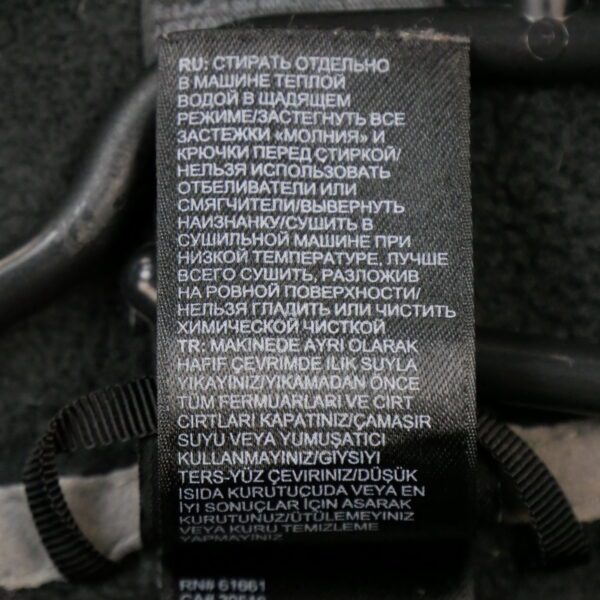 RU: СТИРАТЬ ОТДЕЛЬНО
В МАШИНЕ ТЕПЛОЙ
ВОДОЙ В ЩАДЯЩЕМ
РЕЖИМЕ/ЗАСТЕГНУТЬ ВСЕ
ЗАСТЕЖКИ «МОЛНИЯ» И
КРЮЧКИ ПЕРЕД СТИРКОЙ/
НЕЛЬЗЯ ИСПОЛЬЗОВАТЬ
ОТБЕЛИВАТЕЛИ ИЛИ
СМЯГЧИТЕЛИ/ВЫВЕРНУТЬ
НАИЗНАНКУ/СУШИТЬ В
СУШИЛЬНОЙ МАШИНЕ ПРИ
НИЗКОЙ ТЕМПЕРАТУРЕ, ЛУЧШЕ
ВСЕГО СУШИТЬ, РАЗЛОЖИВ
НА РОВНОЙ ПОВЕРХНОСТИ/
НЕЛЬЗЯ ГЛАДИТЬ ИЛИ ЧИСТИТЬ
ХИМИЧЕСКОЙ ЧИСТКОЙ
TR: MAKINEDE AYRI OLARAK
HAFIF ÇEVRIMDE ILIK SUYLA
YIKAYINIZ/YIKAMADAN ÖNCE
TÜM FERMUARLARI VE CIRT
CIRTLARI KAPATINIZ/ÇAMAŞIR
SUYU VEYA YUMUŞATICI
KULLANMAYINIZ/GIYSIYI
TERS-YÜZ ÇEVIRINIZ/DÜŞÜK
ISIDA KURUTUCUDA VEYA EN
İYI SONUÇLAR İÇIN ASARAK
KURUTUNUZ/ÜTÜLEMEYINIZ
VEYA KURU TEMIZLEME
YAPMAYINIZ
RN# 61661
CA# 30516